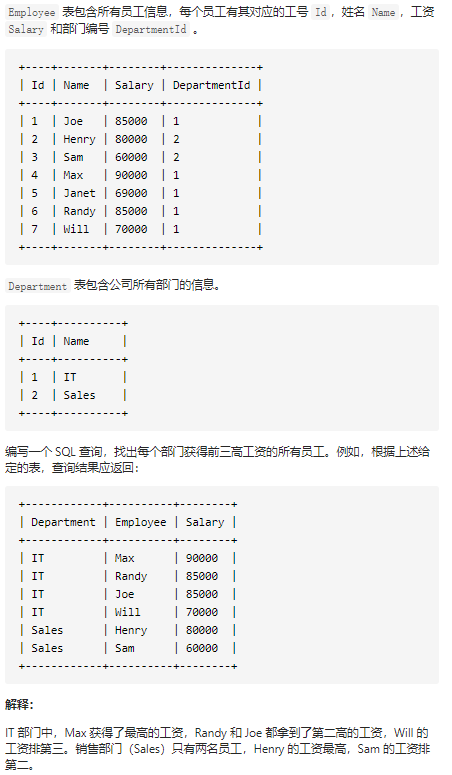 Employee 表包含所有员工信息，每个员工有其对应的工号 Id，姓名 Name，工资
Salary 和部门编号 DepartmentId 。
+----+-------+--------+--------------+
| Id | Name  | Salary | DepartmentId |
+----+-------+--------+--------------+
| 1  | Joe   | 85000  | 1            |
| 2  | Henry | 80000  | 2            |
| 3  | Sam   | 60000  | 2            |
| 4  | Max   | 90000  | 1            |
| 5  | Janet | 69000  | 1            |
| 6  | Randy | 85000  | 1            |
| 7  | Will  | 70000  | 1            |
+----+-------+--------+--------------+
Department 表包含公司所有部门的信息。
+----+----------+
| Id | Name     |
+----+----------+
| 1  | IT       |
| 2  | Sales    |
+----+----------+
编写一个 SQL 查询，找出每个部门获得前三高工资的所有员工。例如，根据上述给
定的表，查询结果应返回：
+------------+----------+--------+
| Department | Employee | Salary |
+------------+----------+--------+
| IT         | Max      | 90000  |
| IT         | Randy    | 85000  |
| IT         | Joe      | 85000  |
| IT         | Will     | 70000  |
| Sales      | Henry    | 80000  |
| Sales      | Sam      | 60000  |
+------------+----------+--------+
解释：
IT 部门中，Max 获得了最高的工资，Randy 和 Joe 都拿到了第二高的工资，Will 的
工资排第三。销售部门（Sales）只有两名员工，Henry 的工资最高，Sam 的工资排
第二。